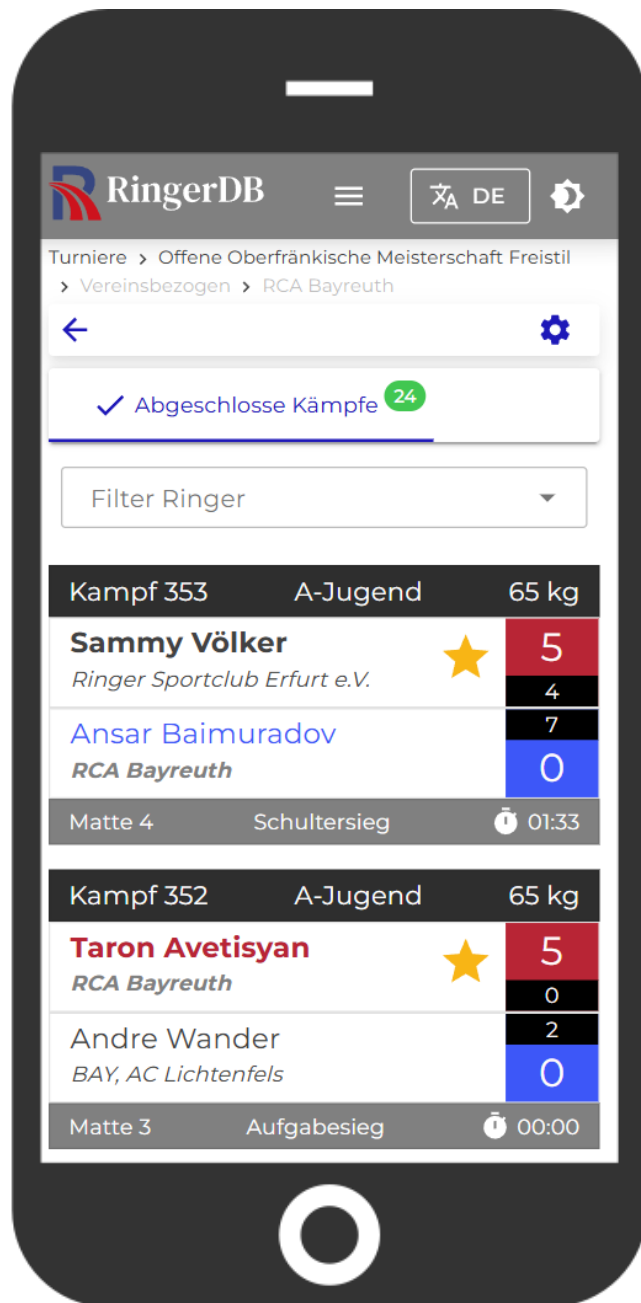 RingerDB
DE
Turniere > Offene Oberfränkische Meisterschaft Freistil
> Vereinsbezogen > RCA Bayreuth
Abgeschlosse Kämpfe 24
Filter Ringer
Kampf 353 A-Jugend 65 kg
Sammy Völker 5
Ringer Sportclub Erfurt e.V. 4
Ansar Baimuradov 7
RCA Bayreuth 0
Matte 4 Schultersieg 01:33
Kampf 352 A-Jugend 65 kg
Taron Avetisyan 5
RCA Bayreuth 0
Andre Wander 2
BAY, AC Lichtenfels 0
Matte 3 Aufgabesieg 00:00